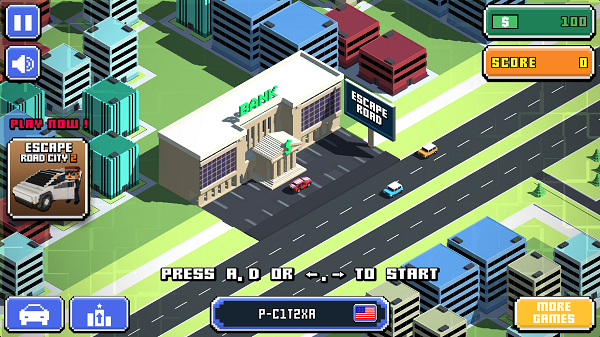 $ 100
SCORE 0
BANK
$
ESCAPE
ROAD
PLAY NOW !
ESCAPE
ROAD CITY 2
PRESS A, D OR ←, → TO START
P-C1T2XA
MORE
GAMES